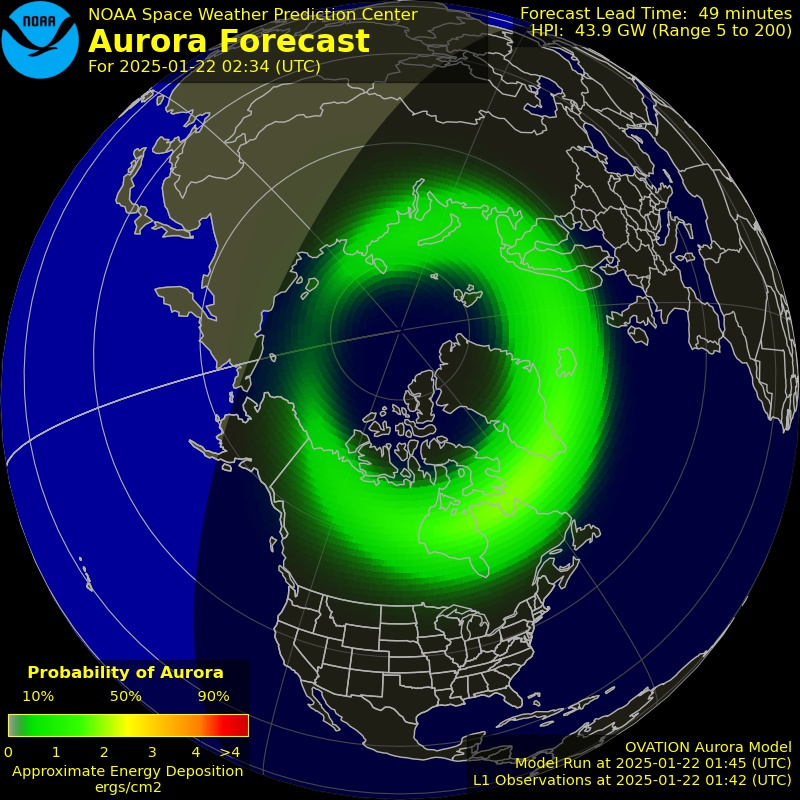 NOAA
NOAA Space Weather Prediction Center
Aurora Forecast
For 2025-01-22 02:34 (UTC)
Forecast Lead Time: 49 minutes
HPI: 43.9 GW (Range 5 to 200)
Probability of Aurora
10% 50% 90%
0 1 2 3 4 >4
Approximate Energy Deposition
ergs/cm2
OVATION Aurora Model
Model Run at 2025-01-22 01:45 (UTC)
L1 Observations at 2025-01-22 01:42 (UTC)